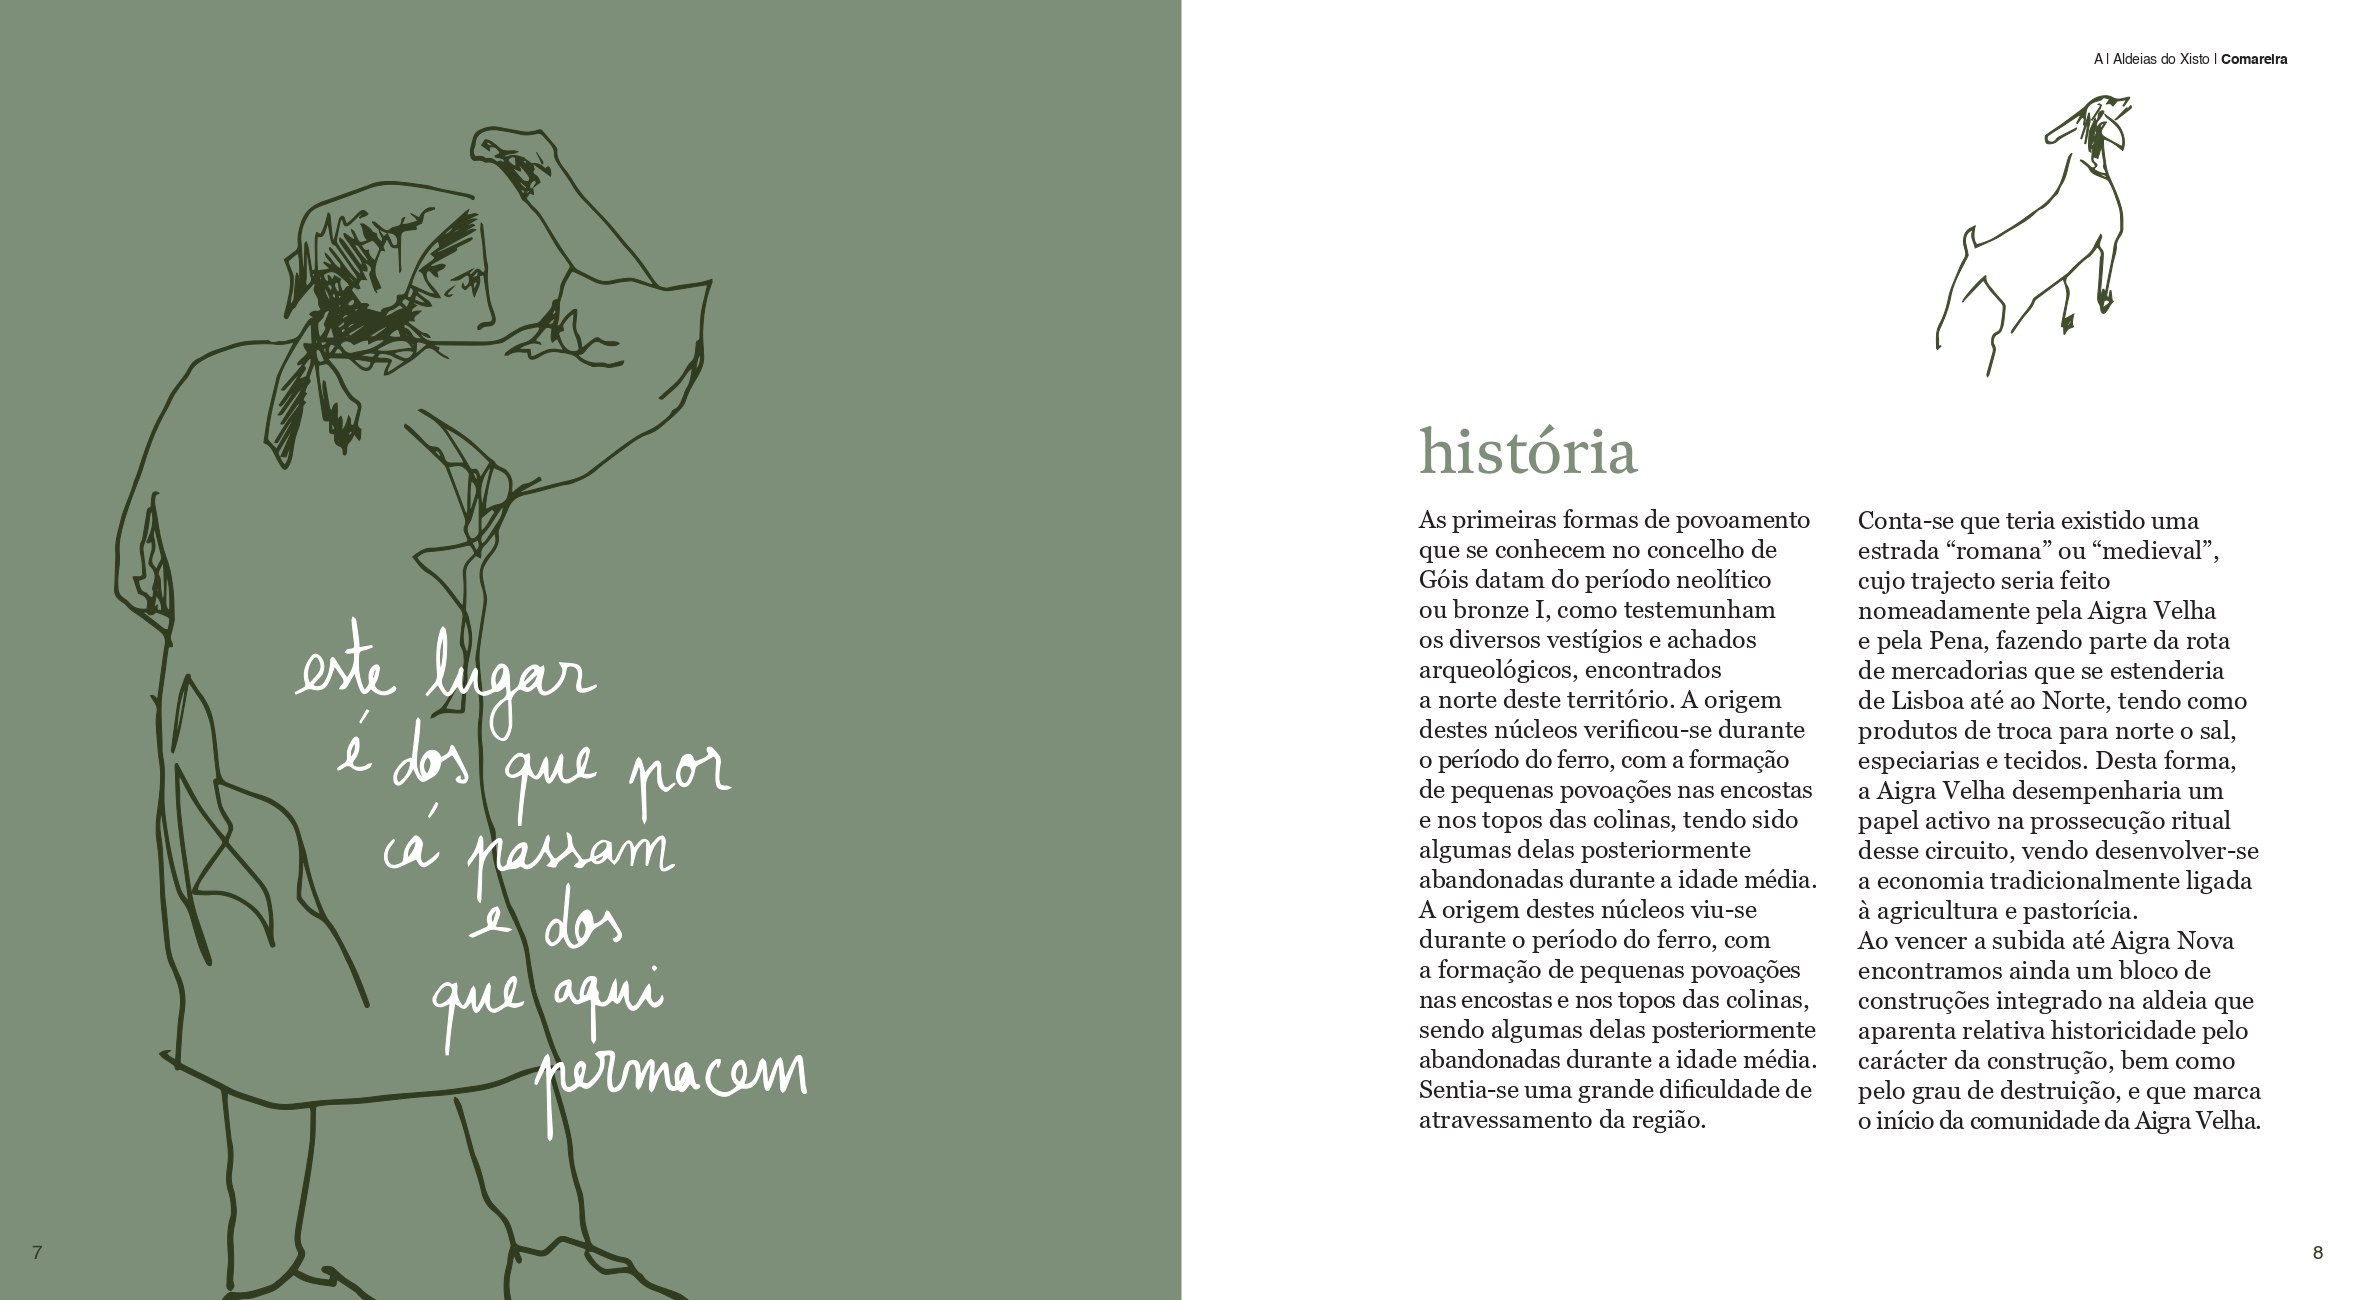 este lugar
é dos que por
cá passam
e dos
que aqui
permacem
7
A | Aldeias do Xisto | Comareira
história
As primeiras formas de povoamento
que se conhecem no concelho de
Góis datam do período neolítico
ou bronze I, como testemunham
os diversos vestígios e achados
arqueológicos, encontrados
a norte deste território. A origem
destes núcleos verificou-se durante
o período do ferro, com a formação
de pequenas povoações nas encostas
e nos topos das colinas, tendo sido
algumas delas posteriormente
abandonadas durante a idade média.
A origem destes núcleos viu-se
durante o período do ferro, com
a formação de pequenas povoações
nas encostas e nos topos das colinas,
sendo algumas delas posteriormente
abandonadas durante a idade média.
Sentia-se uma grande dificuldade de
atravessamento da região.
Conta-se que teria existido uma
estrada “romana” ou “medieval”,
cujo trajecto seria feito
nomeadamente pela Aigra Velha
e pela Pena, fazendo parte da rota
de mercadorias que se estenderia
de Lisboa até ao Norte, tendo como
produtos de troca para norte o sal,
especiarias e tecidos. Desta forma,
a Aigra Velha desempenharia um
papel activo na prossecução ritual
desse circuito, vendo desenvolver-se
a economia tradicionalmente ligada
à agricultura e pastorícia.
Ao vencer a subida até Aigra Nova
encontramos ainda um bloco de
construções integrado na aldeia que
aparenta relativa historicidade pelo
carácter da construção, bem como
pelo grau de destruição, e que marca
o início da comunidade da Aigra Velha.
8